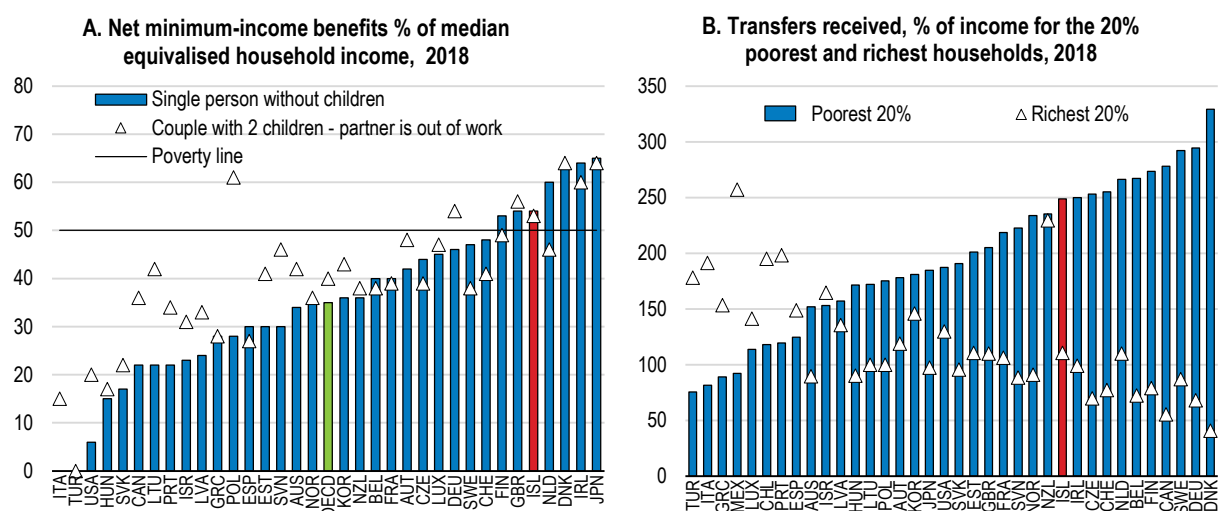 A. Net minimum-income benefits % of median
equivalised household income, 2018
80
70
60
50
40
30
20
10
0
Single person without children
Couple with 2 children - partner is out of work
Poverty line
ITA
TUR
USA
HUN
SVK
CAN
LTU
PRT
ISR
LVA
GRC
POL
ESP
EST
SVN
AUS
NOR
OECD
KOR
NZL
BEL
FRA
AUT
CZE
LUX
DEU
SWE
CHE
FIN
GBR
ISL
NLD
DNK
IRL
JPN
B. Transfers received, % of income for the 20%
poorest and richest households, 2018
350
300
250
200
150
100
50
0
Poorest 20%
Richest 20%
TUR
ITA
GRC
MEX
LUX
CHL
PRT
ESP
AUS
ISR
LVA
HUN
LTU
POL
AUT
KOR
JPN
USA
SVK
EST
GBR
FRA
SVN
NOR
NZL
ISL
IRL
CZE
CHE
NLD
BEL
FIN
CAN
SWE
DEU
DNK